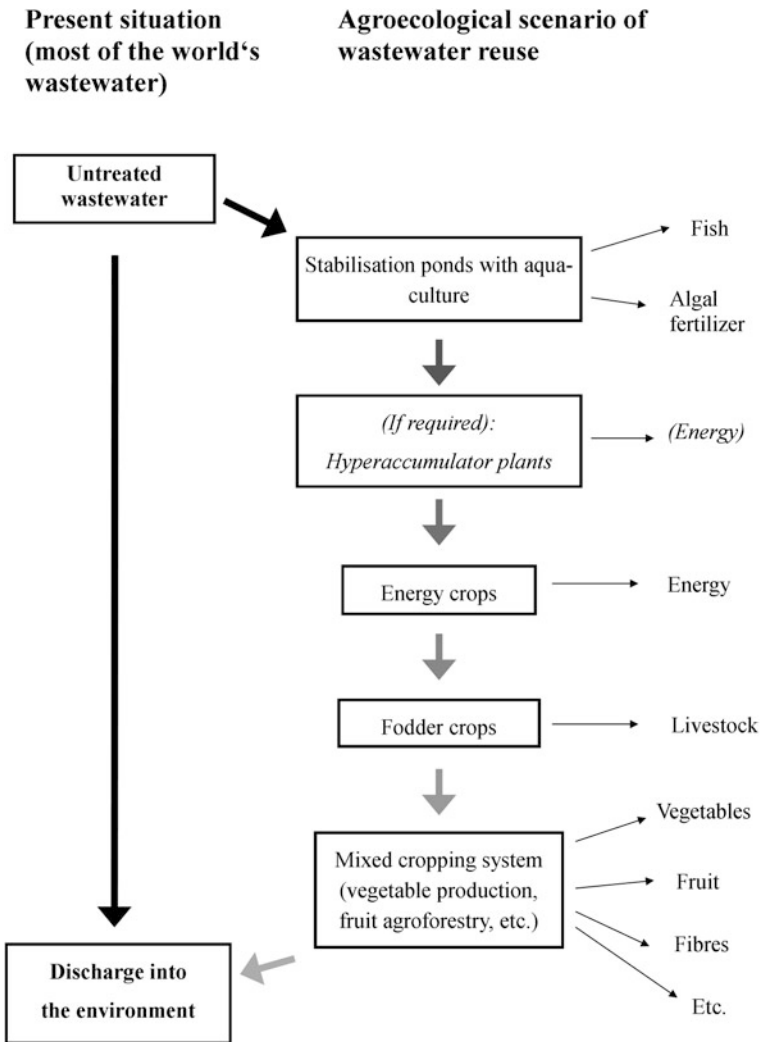 Present situation
(most of the world‘s
wastewater)
Agroecological scenario of
wastewater reuse
Untreated
wastewater
Stabilisation ponds with aqua-
culture
Fish
Algal
fertilizer
(If required):
Hyperaccumulator plants
(Energy)
Energy crops
Energy
Fodder crops
Livestock
Mixed cropping system
(vegetable production,
fruit agroforestry, etc.)
Vegetables
Fruit
Fibres
Etc.
Discharge into
the environment